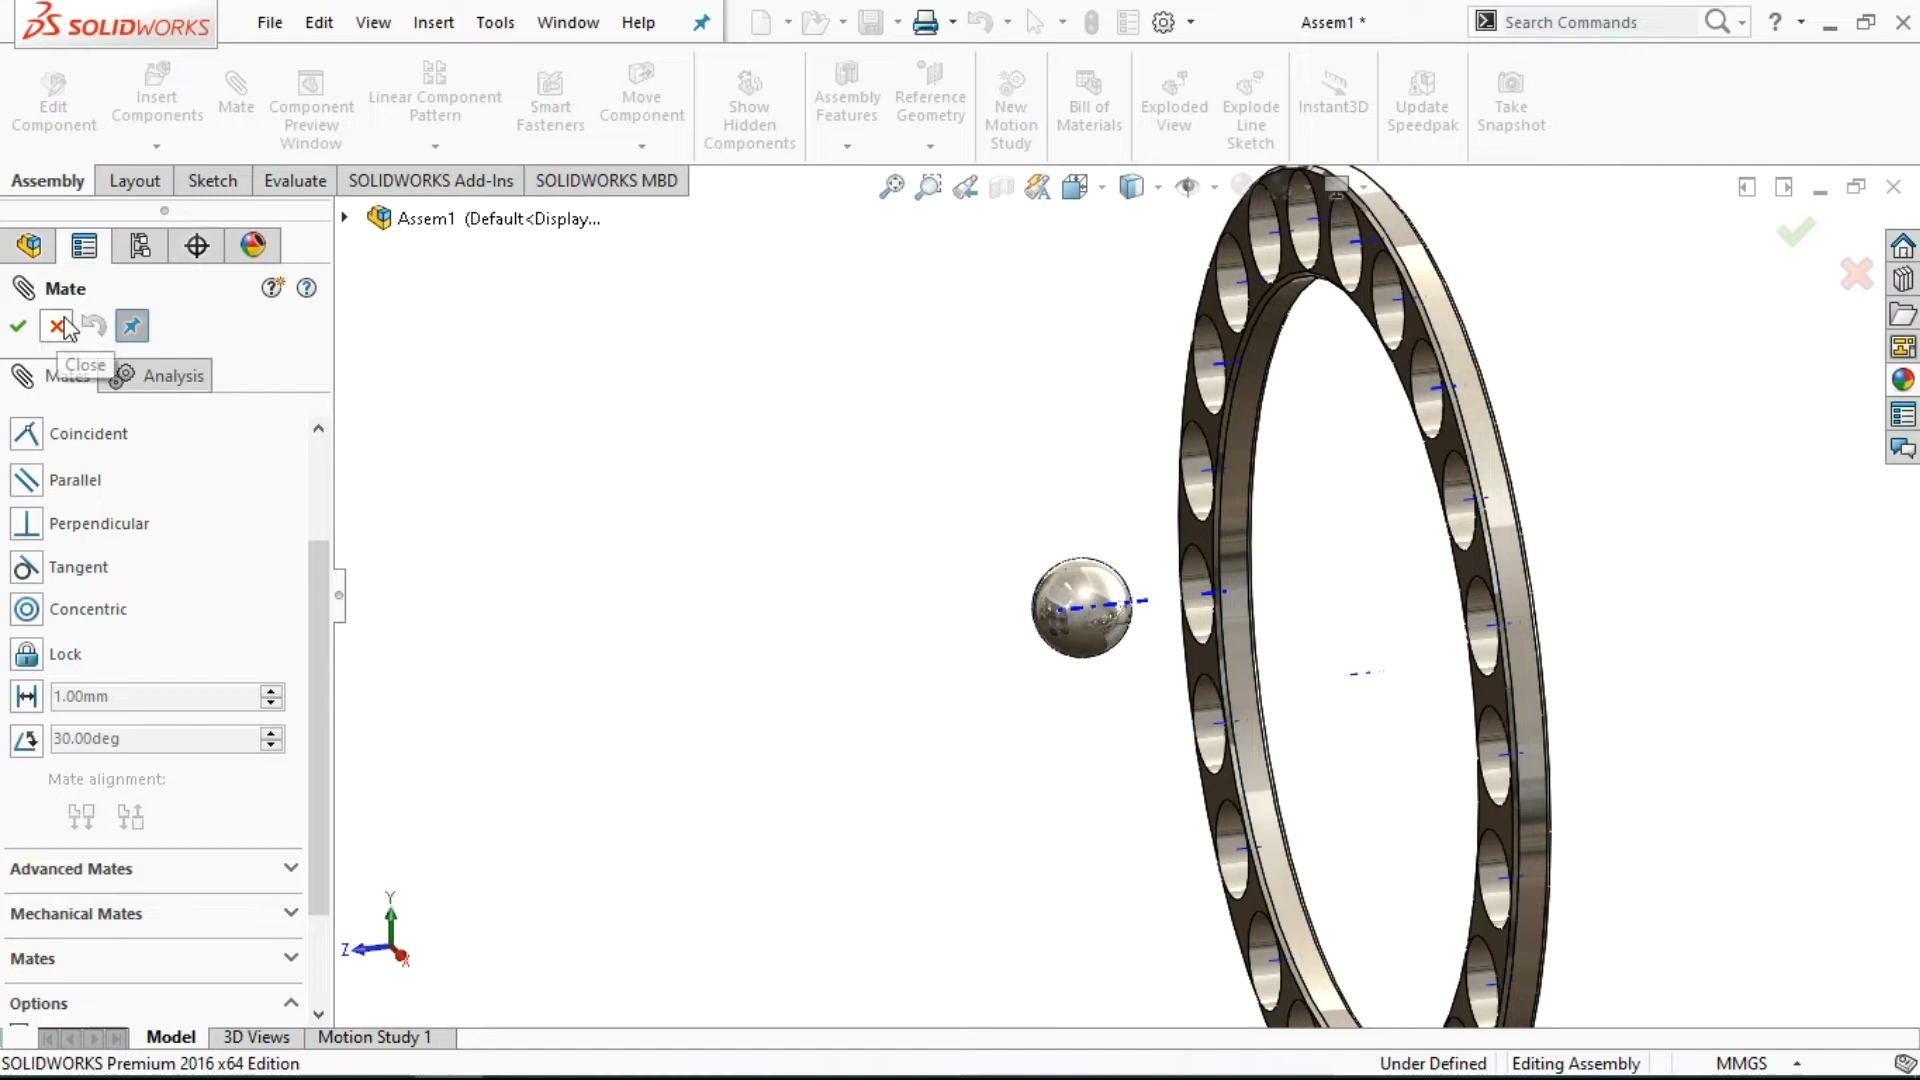 SOLIDWORKS File Edit View Insert Tools Window Help Assem1 * Search Commands ?
Edit Component
Insert Components
Mate
Component Preview Window
Linear Component Pattern
Smart Fasteners
Move Component
Show Hidden Components
Assembly Features
Reference Geometry
New Motion Study
Bill of Materials
Exploded View
Explode Line Sketch
Instant3D
Update Speedpak
Take Snapshot
Assembly Layout Sketch Evaluate SOLIDWORKS Add-Ins SOLIDWORKS MBD
Assem1 (Default<Display...
Mate
Close
Mates Analysis
Coincident
Parallel
Perpendicular
Tangent
Concentric
Lock
1.00mm
30.00deg
Mate alignment:
Advanced Mates
Mechanical Mates
Mates
Options
Y
Z
X
Model 3D Views Motion Study 1
SOLIDWORKS Premium 2016 x64 Edition Under Defined Editing Assembly MMGS